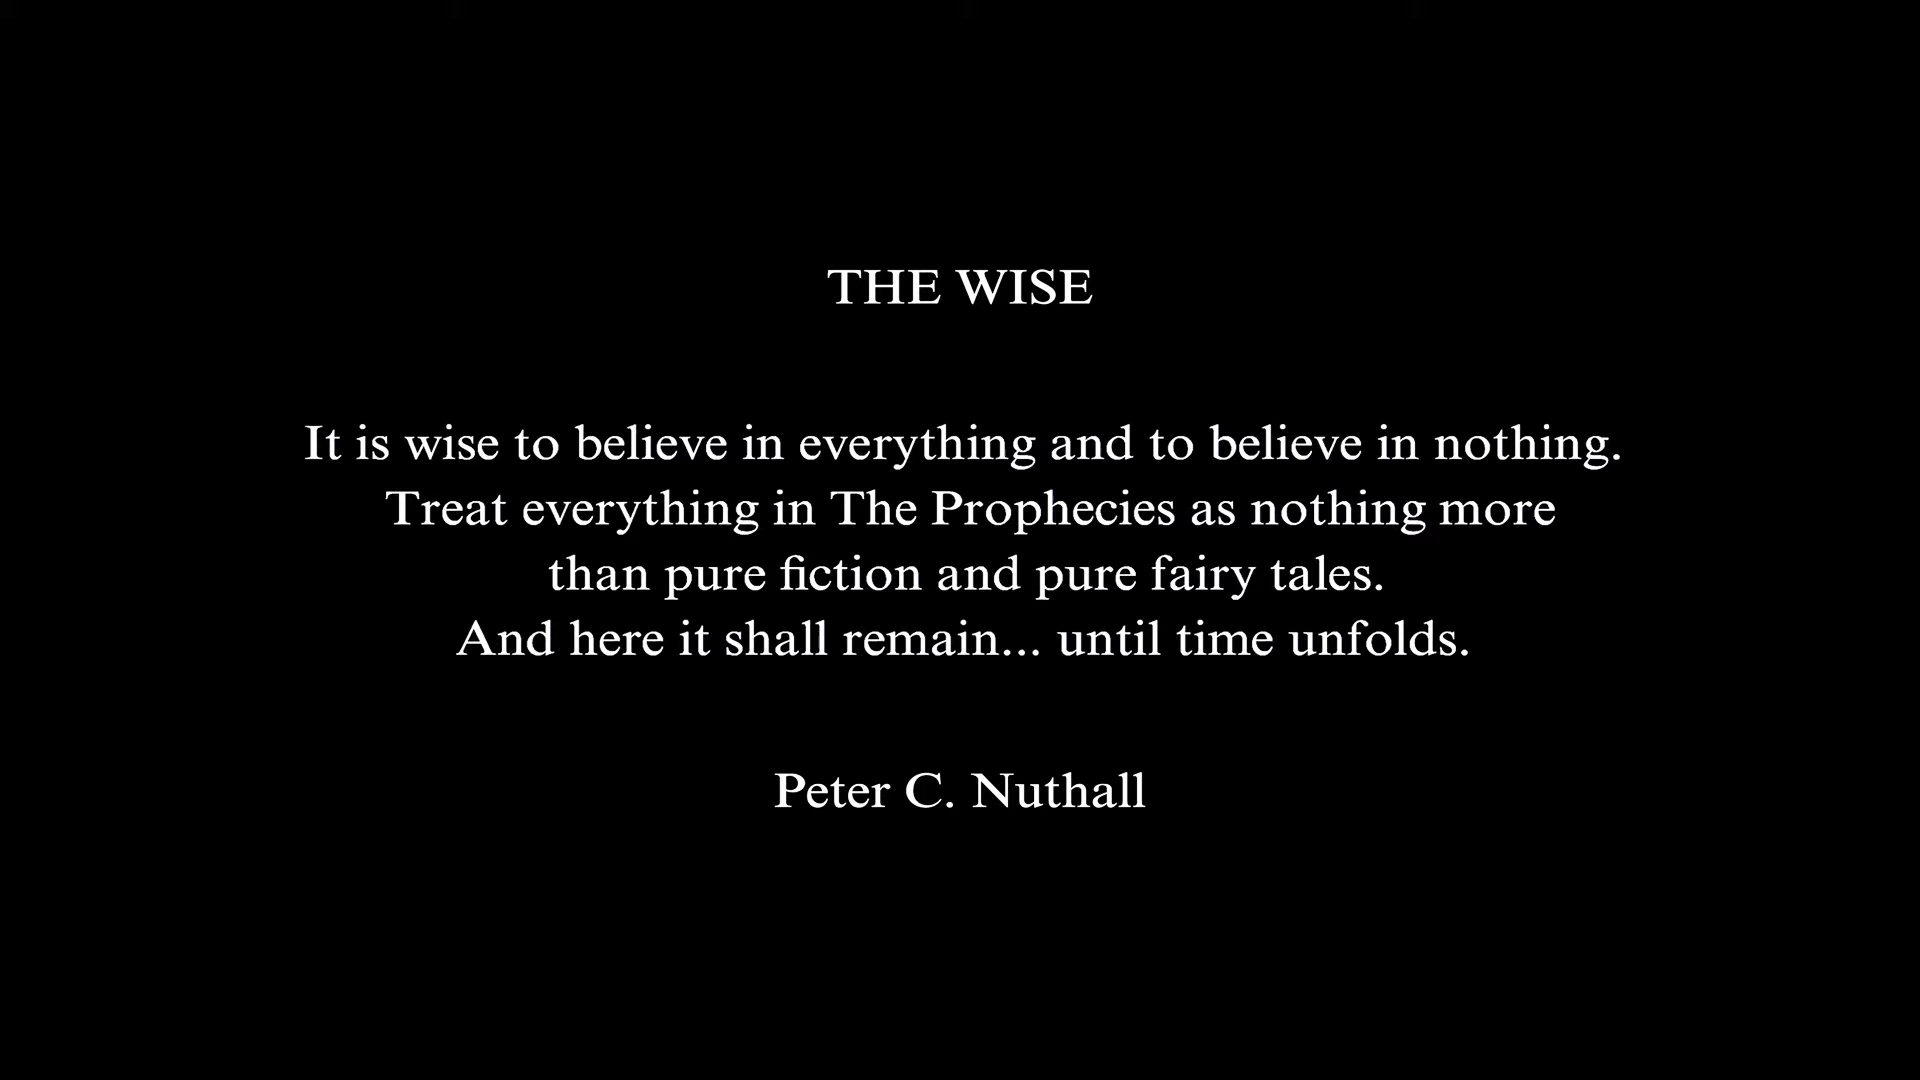 THE WISE
It is wise to believe in everything and to believe in nothing.
Treat everything in The Prophecies as nothing more
than pure fiction and pure fairy tales.
And here it shall remain... until time unfolds.
Peter C. Nuthall